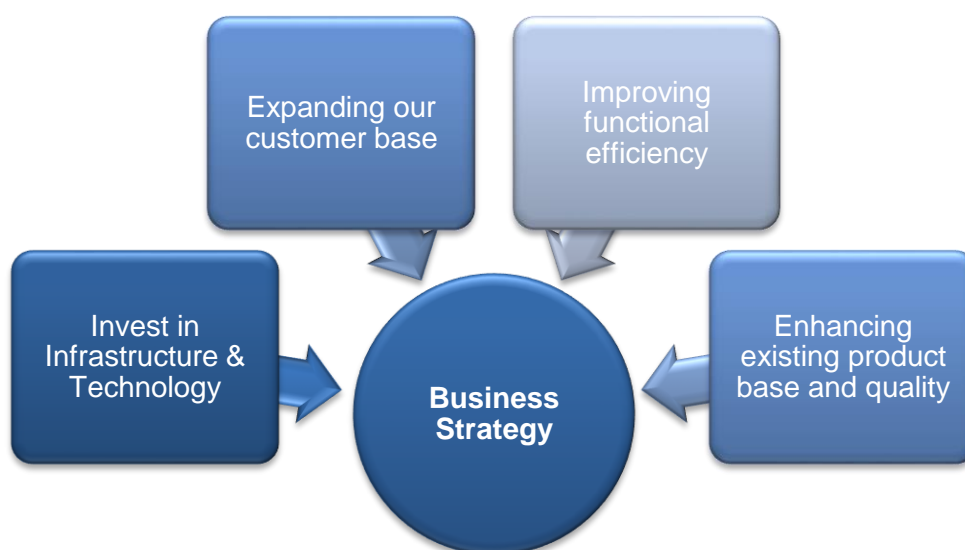 Expanding our
customer base
Improving
functional
efficiency
Invest in
Infrastructure &
Technology
Enhancing
existing product
base and quality
Business
Strategy